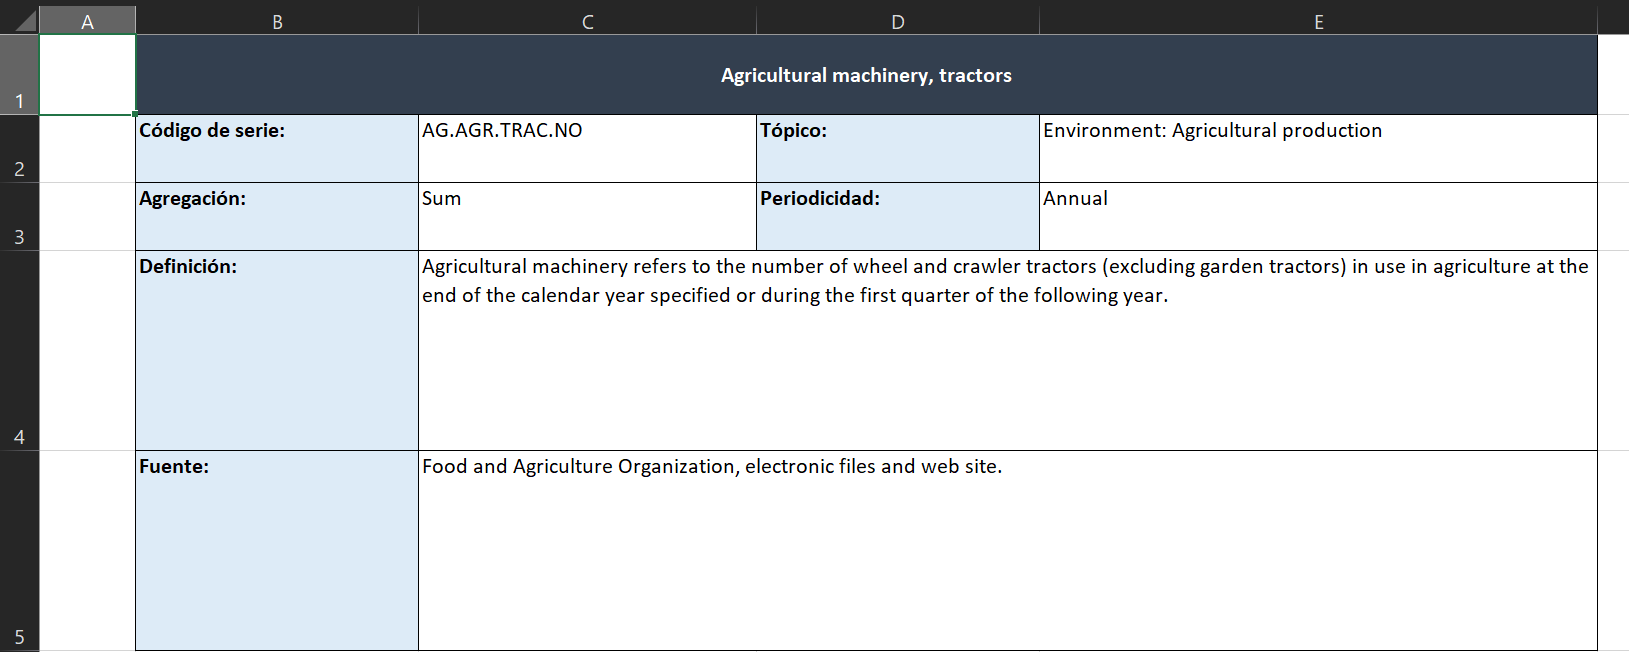 A B C D E
1 Agricultural machinery, tractors
2 Código de serie: AG.AGR.TRAC.NO Tópico: Environment: Agricultural production
3 Agregación: Sum Periodicidad: Annual
4 Definición: Agricultural machinery refers to the number of wheel and crawler tractors (excluding garden tractors) in use in agriculture at the
end of the calendar year specified or during the first quarter of the following year.
5 Fuente: Food and Agriculture Organization, electronic files and web site.